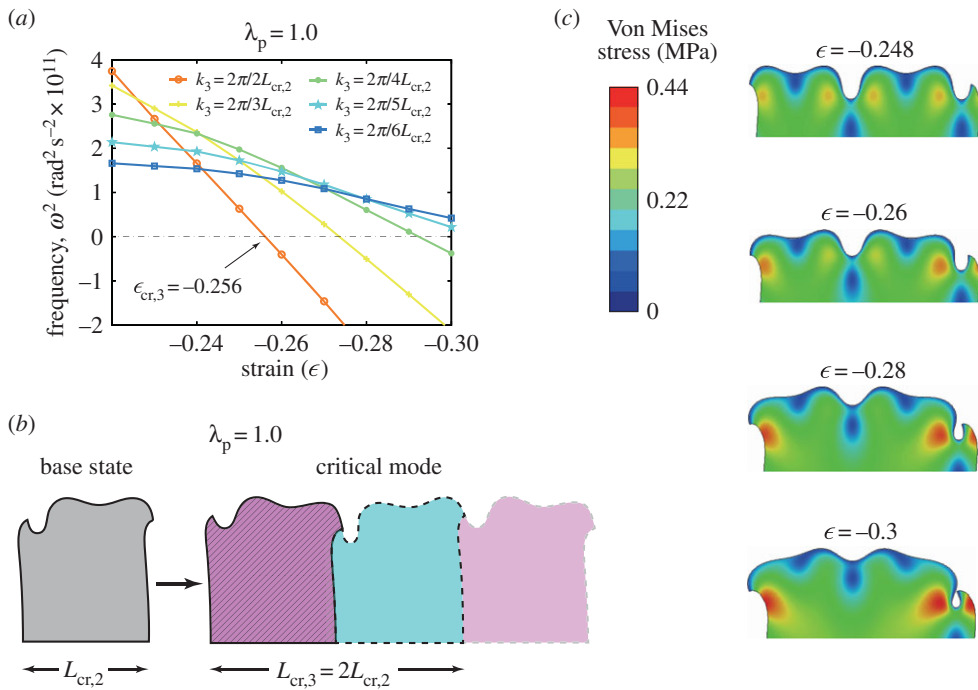 (a)
λp = 1.0
k3 = 2π/2Lcr,2
k3 = 2π/3Lcr,2
k3 = 2π/4Lcr,2
k3 = 2π/5Lcr,2
k3 = 2π/6Lcr,2
frequency, ω² (rad² s⁻² × 10¹¹)
4
3
2
1
0
−1
−2
ϵcr,3 = −0.256
−0.24 −0.26 −0.28 −0.30
strain (ϵ)
(b)
λp = 1.0
base state
critical mode
Lcr,2
Lcr,3 = 2Lcr,2
(c)
Von Mises
stress (MPa)
0.44
0.22
0
ϵ = −0.248
ϵ = −0.26
ϵ = −0.28
ϵ = −0.3